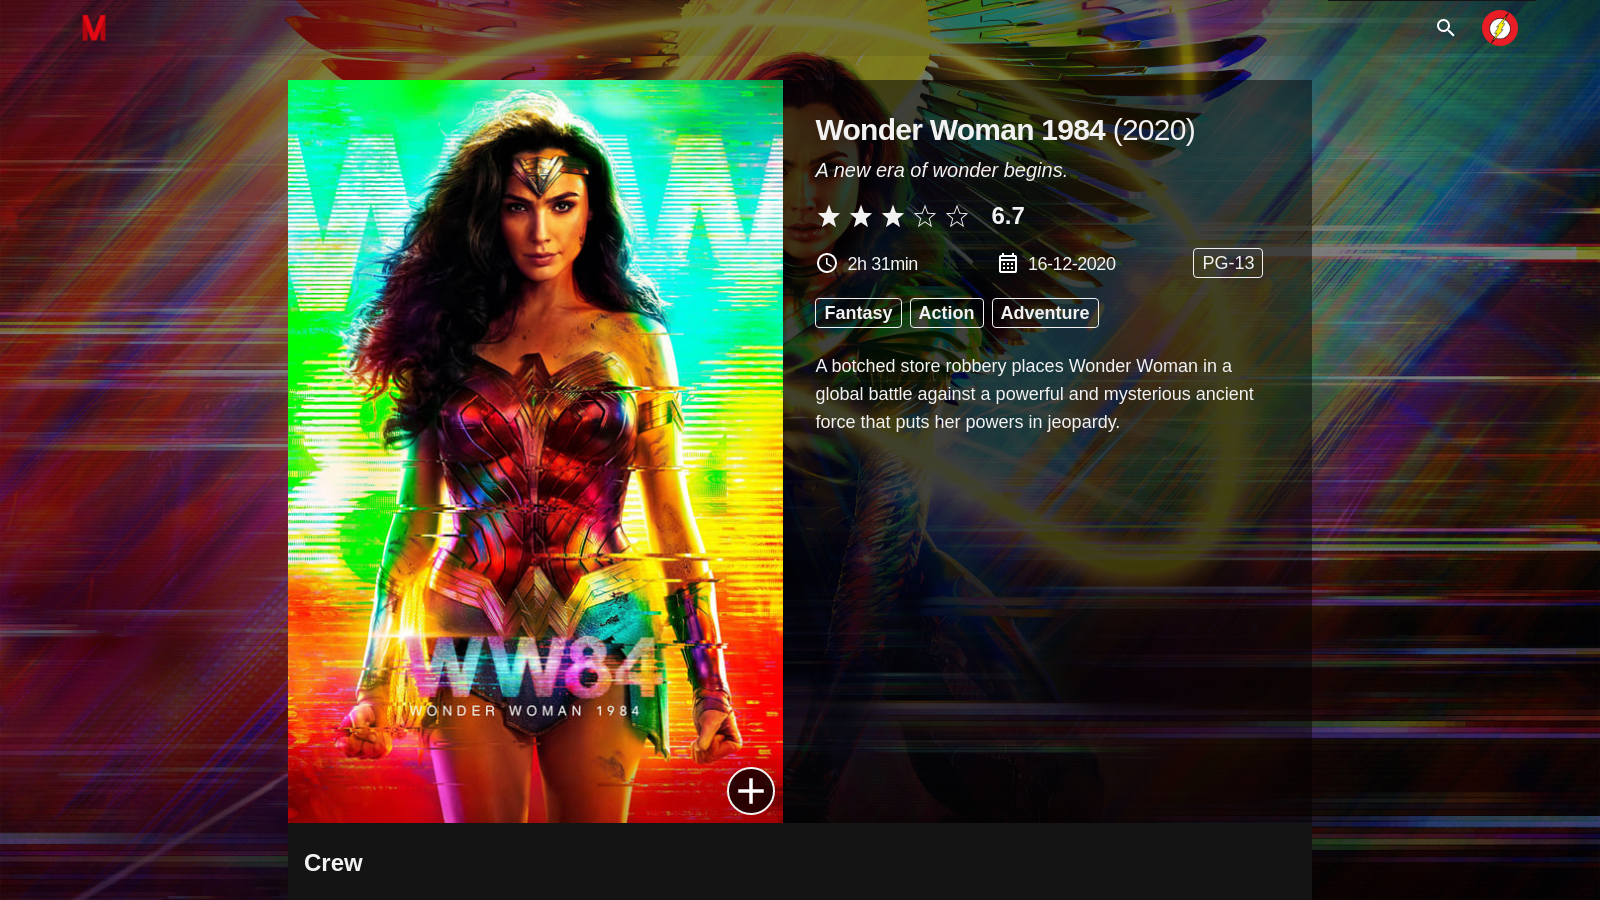 M
Wonder Woman 1984 (2020)
A new era of wonder begins.
6.7
2h 31min
16-12-2020
PG-13
Fantasy
Action
Adventure
A botched store robbery places Wonder Woman in a
global battle against a powerful and mysterious ancient
force that puts her powers in jeopardy.
WW
WW84
WONDER WOMAN 1984
Crew